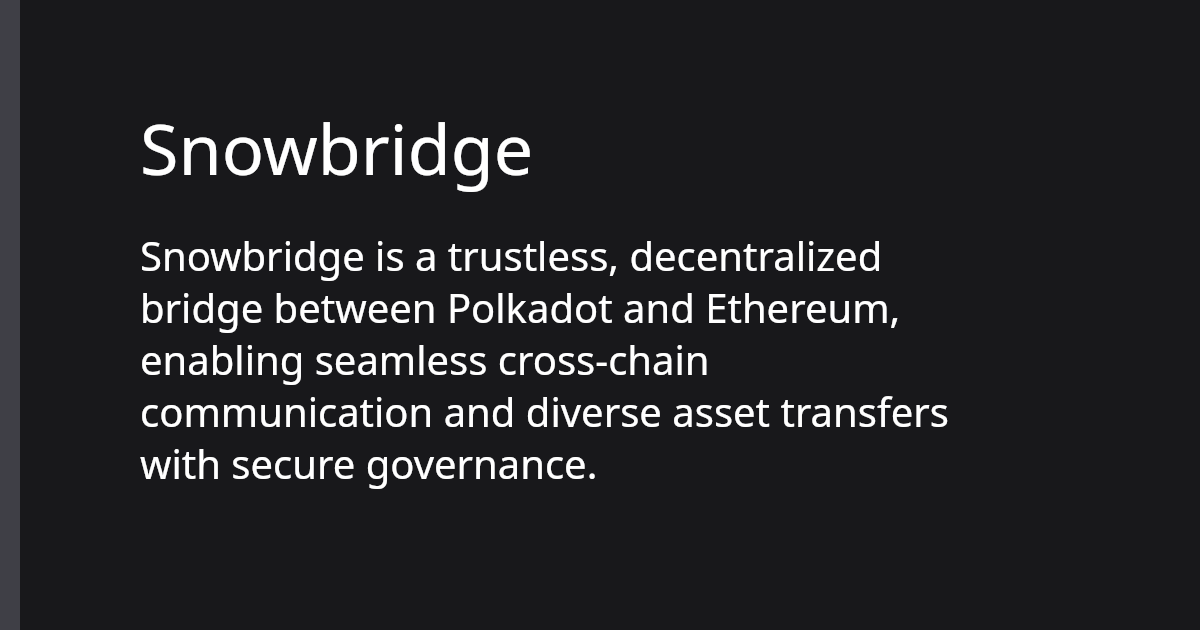 Snowbridge
Snowbridge is a trustless, decentralized
bridge between Polkadot and Ethereum,
enabling seamless cross-chain
communication and diverse asset transfers
with secure governance.